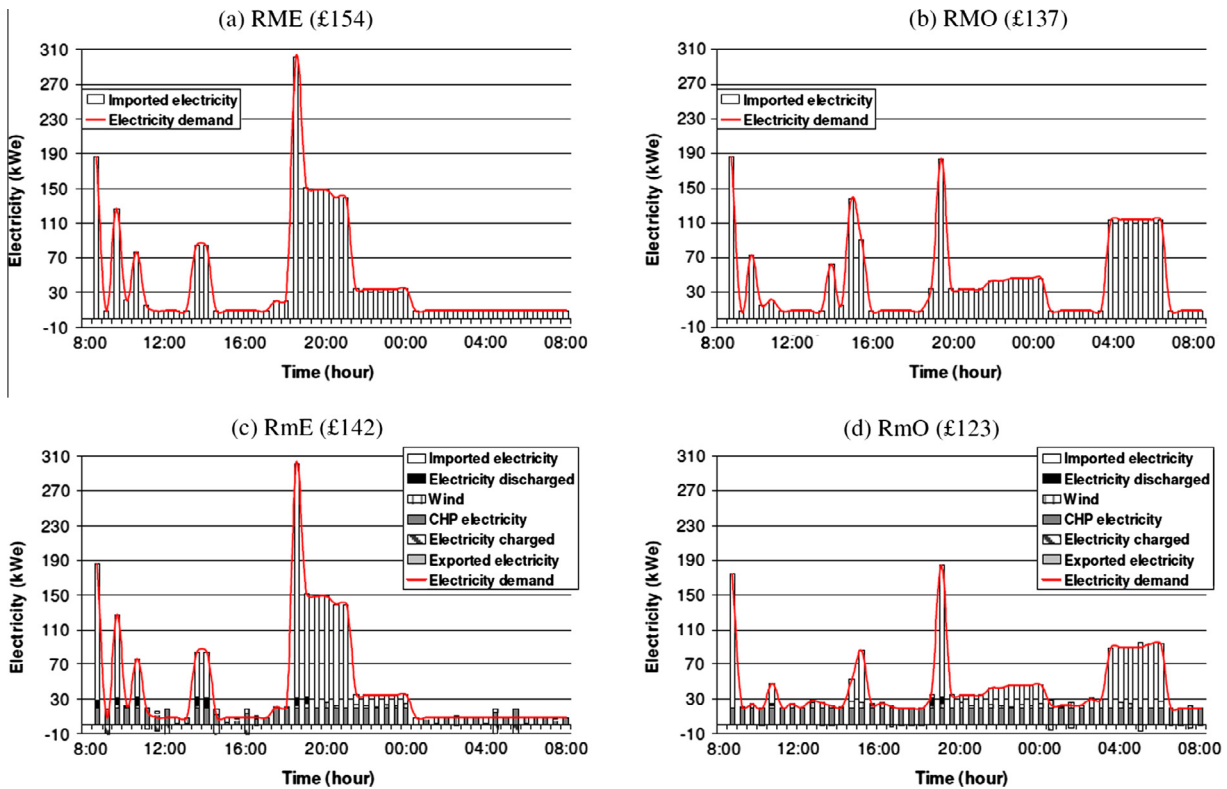 (a) RME (£154)
310
270
230
190
150
110
70
30
-10
Electricity (kWe)
Imported electricity
Electricity demand
8:00 12:00 16:00 20:00 00:00 04:00 08:00
Time (hour)
(b) RMO (£137)
310
270
230
190
150
110
70
30
-10
Electricity (kWe)
Imported electricity
Electricity demand
8:00 12:00 16:00 20:00 00:00 04:00 08:00
Time (hour)
(c) RmE (£142)
310
270
230
190
150
110
70
30
-10
Electricity (kWe)
Imported electricity
Electricity discharged
Wind
CHP electricity
Electricity charged
Exported electricity
Electricity demand
8:00 12:00 16:00 20:00 00:00 04:00 08:00
Time (hour)
(d) RmO (£123)
310
270
230
190
150
110
70
30
-10
Electricity (kWe)
Imported electricity
Electricity discharged
Wind
CHP electricity
Electricity charged
Exported electricity
Electricity demand
8:00 12:00 16:00 20:00 00:00 04:00 08:00
Time (hour)